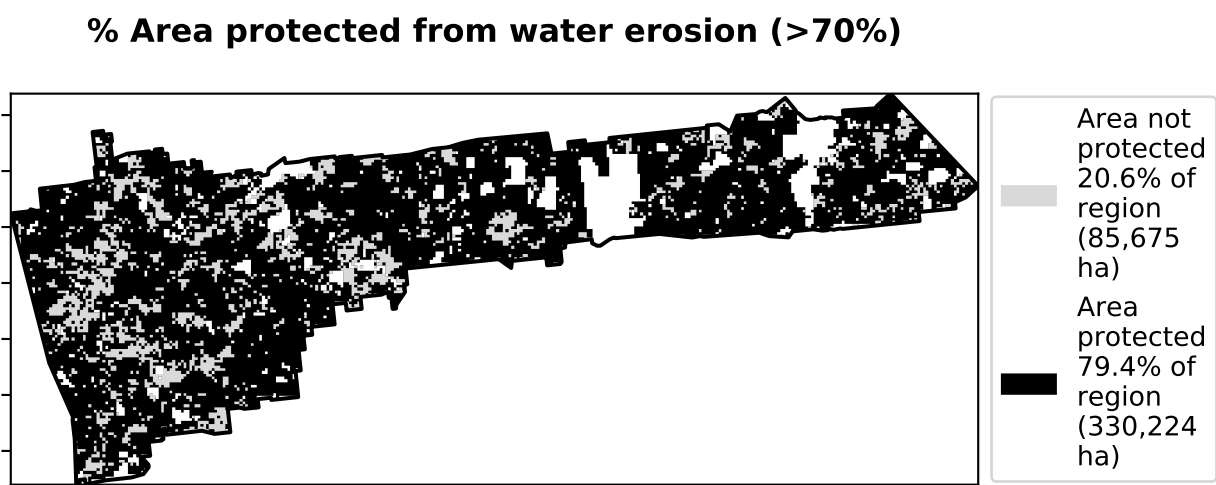 % Area protected from water erosion (>70%)
Area not
protected
20.6% of
region
(85,675
ha)
Area
protected
79.4% of
region
(330,224
ha)